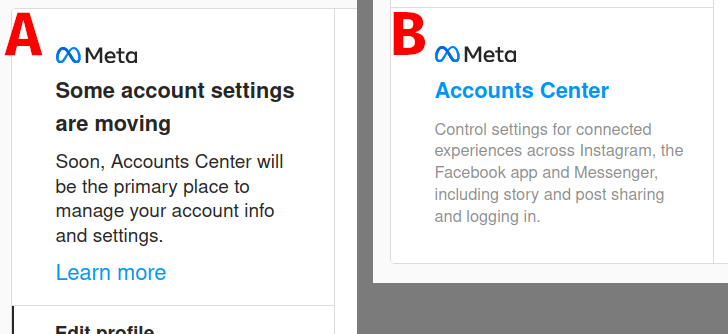 A
Meta
Some account settings
are moving
Soon, Accounts Center will
be the primary place to
manage your account info
and settings.
Learn more
Edit profile
B
Meta
Accounts Center
Control settings for connected
experiences across Instagram, the
Facebook app and Messenger,
including story and post sharing
and logging in.